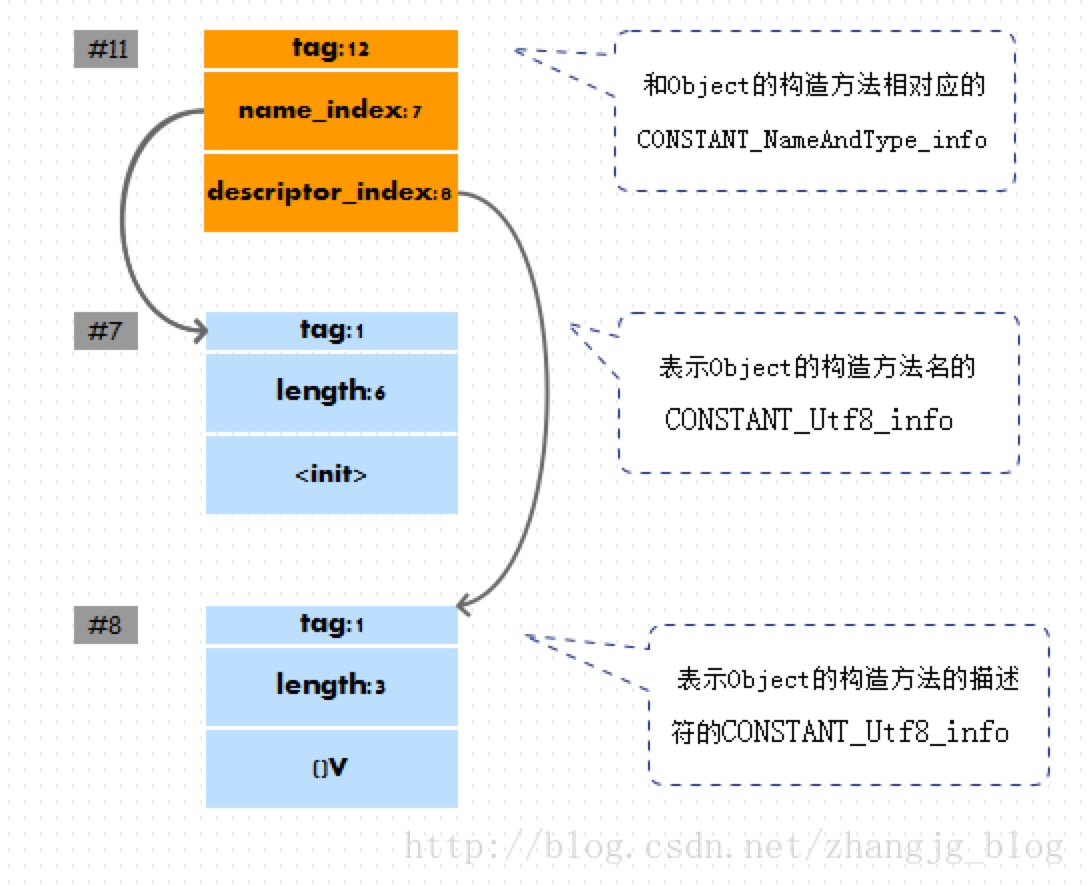 #11
tag:12
name_index:7
descriptor_index:8
和Object的构造方法相对应的
CONSTANT_NameAndType_info
#7
tag:1
length:6
<init>
表示Object的构造方法名的
CONSTANT_Utf8_info
#8
tag:1
length:3
()V
表示Object的构造方法的描述
符的CONSTANT_Utf8_info
http://blog.csdn.net/zhangjg_blog